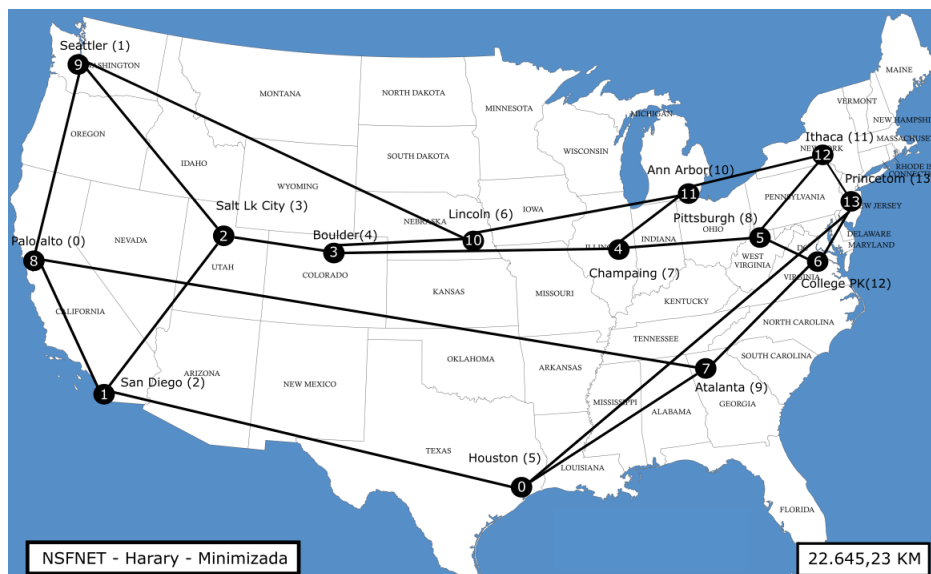 Seattler (1)
9
WASHINGTON
MAINE
MONTANA
NORTH DAKOTA
MINNESOTA
MICHIGAN
VERMONT
NEW HAMPSHIRE
OREGON
Ithaca (11)
MASSACHUSE
NEW YORK
12
IDAHO
SOUTH DAKOTA
WISCONSIN
RHODE IS
CONNECTI
Ann Arbor(10)
Princetom (13)
WYOMING
11
PENNSYLVANIA
13
NEW JERSEY
Salt Lk City (3)
NEBRASKA
Lincoln (6)
IOWA
Pittsburgh (8)
OHIO
Palo alto (0)
NEVADA
2
Boulder(4)
10
ILLINOIS
INDIANA
5
DELAWARE
MARYLAND
8
UTAH
3
COLORADO
4
WEST
VIRGINIA
6
VIRGINIA
Champaing (7)
College PK(12)
CALIFORNIA
KANSAS
MISSOURI
KENTUCKY
NORTH CAROLINA
TENNESSEE
OKLAHOMA
ARKANSAS
7
SOUTH CAROLINA
San Diego (2)
1
ARIZONA
NEW MEXICO
Atalanta (9)
MISSISSIPPI
ALABAMA
GEORGIA
TEXAS
Houston (5)
LOUISIANA
0
FLORIDA
NSFNET - Harary - Minimizada
22.645,23 KM